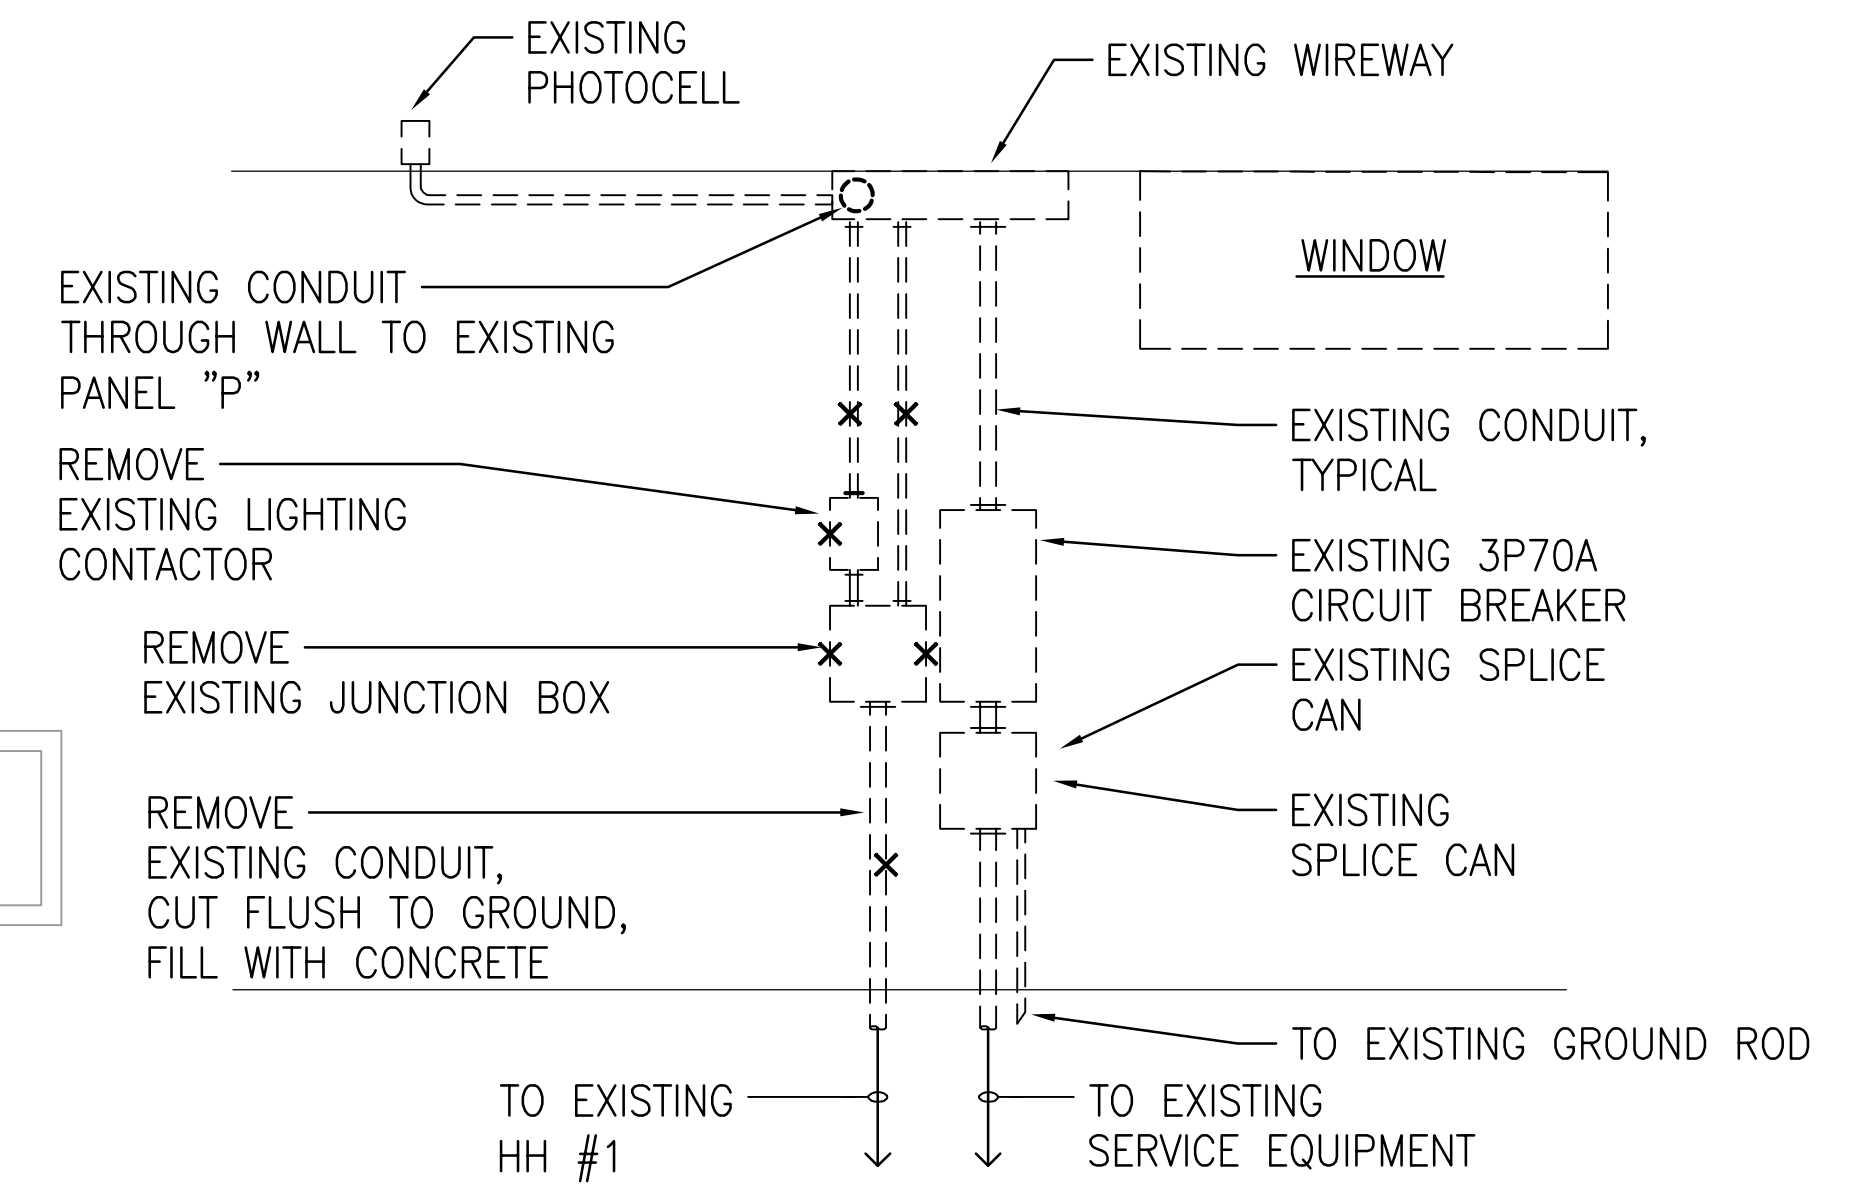 EXISTING
PHOTOCELL
EXISTING WIREWAY
WINDOW
EXISTING CONDUIT
THROUGH WALL TO EXISTING
PANEL "P"
REMOVE
EXISTING LIGHTING
CONTACTOR
REMOVE
EXISTING JUNCTION BOX
REMOVE
EXISTING CONDUIT,
CUT FLUSH TO GROUND,
FILL WITH CONCRETE
EXISTING CONDUIT,
TYPICAL
EXISTING 3P70A
CIRCUIT BREAKER
EXISTING SPLICE
CAN
EXISTING
SPLICE CAN
TO EXISTING GROUND ROD
TO EXISTING
HH #1
TO EXISTING
SERVICE EQUIPMENT